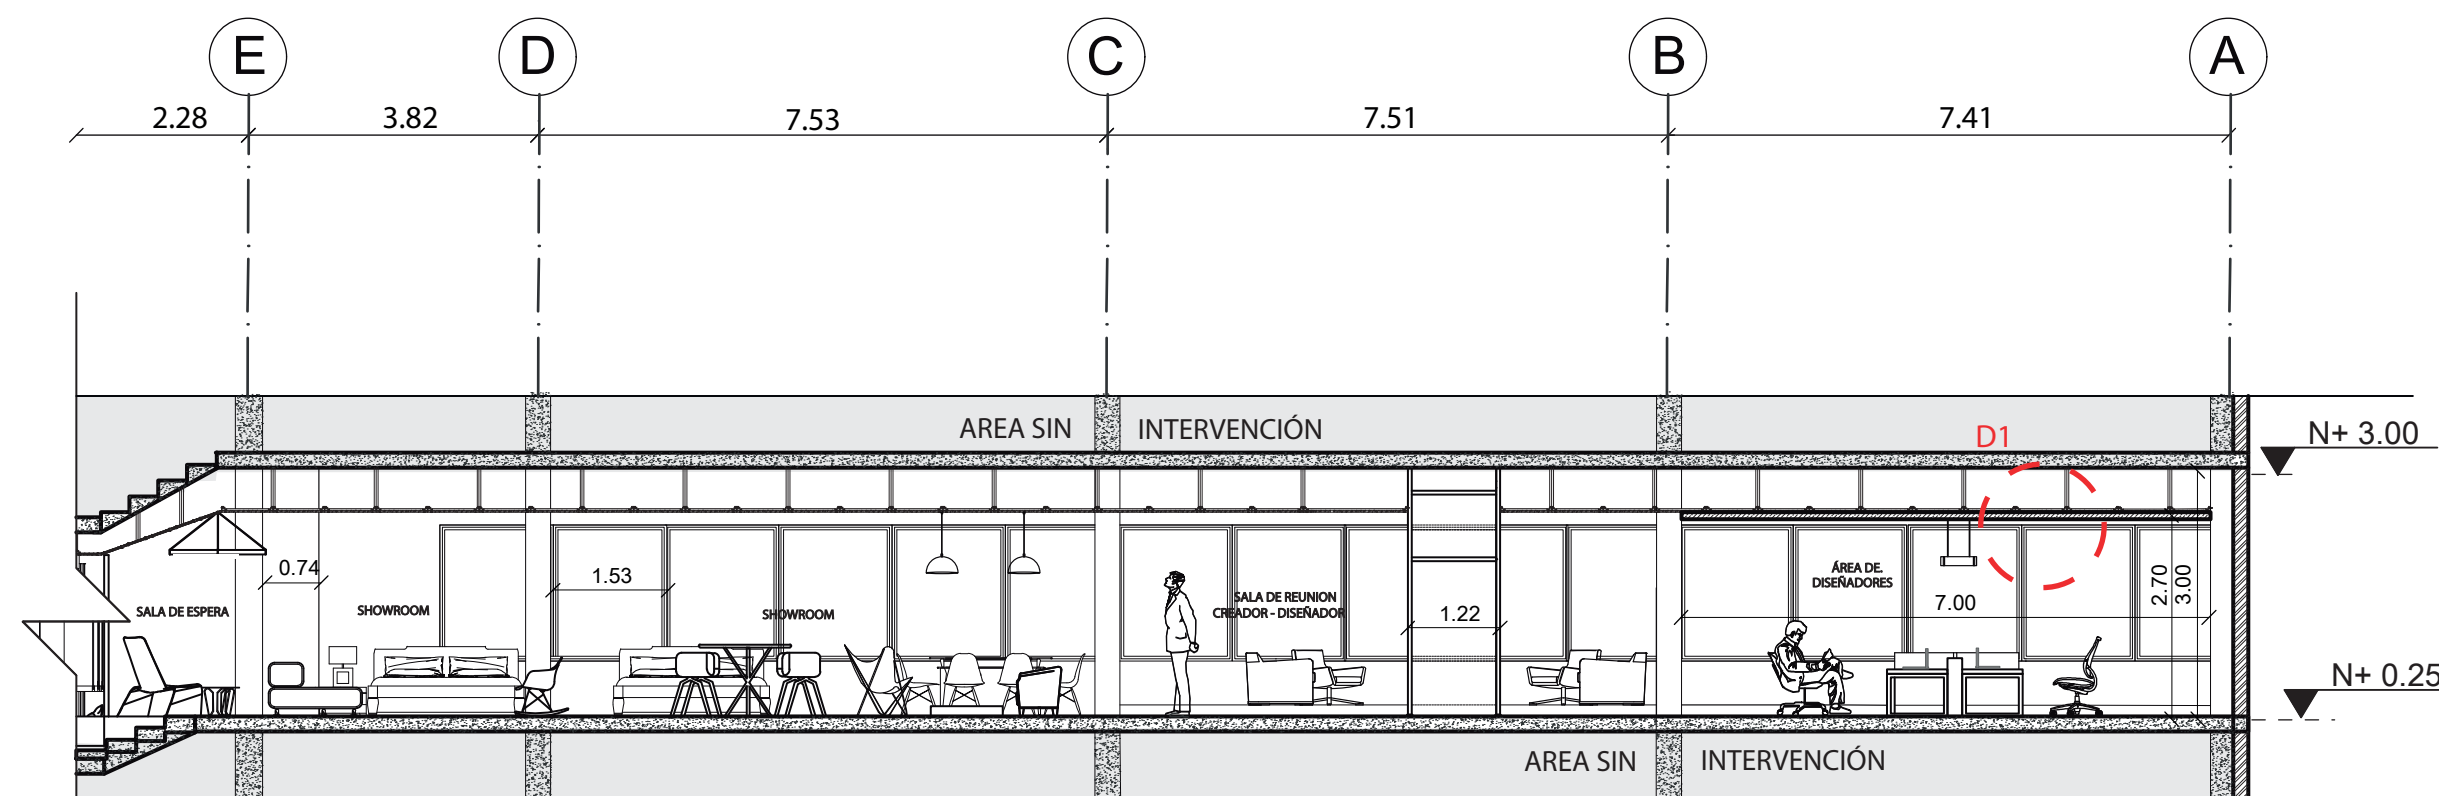 E D C B A
2.28 3.82 7.53 7.51 7.41
AREA SIN INTERVENCIÓN
D1
N+ 3.00
0.74
1.53
SALA DE ESPERA
SHOWROOM
SHOWROOM
SALA DE REUNION
CREADOR - DISEÑADOR
1.22
ÁREA DE.
DISEÑADORES
7.00
2.70
3.00
N+ 0.25
AREA SIN INTERVENCIÓN